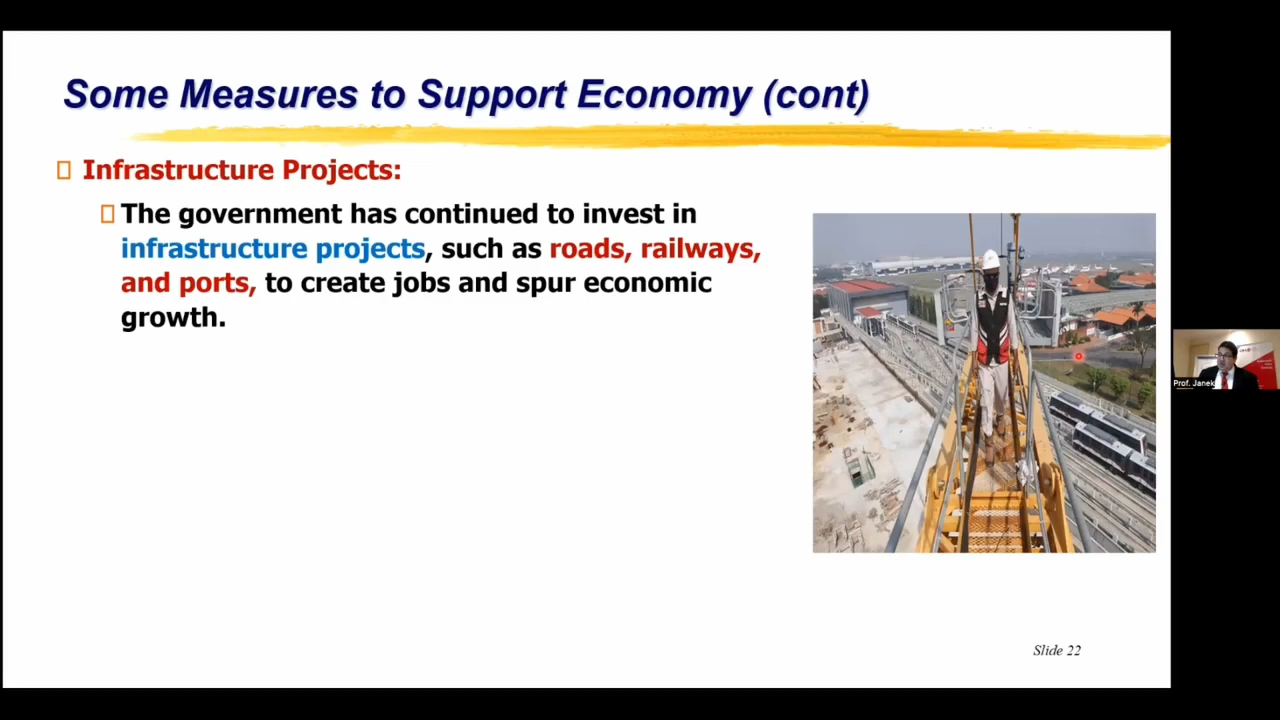 Some Measures to Support Economy (cont)
Infrastructure Projects:
The government has continued to invest in
infrastructure projects, such as roads, railways,
and ports, to create jobs and spur economic
growth.
Prof. Janek
Slide 22